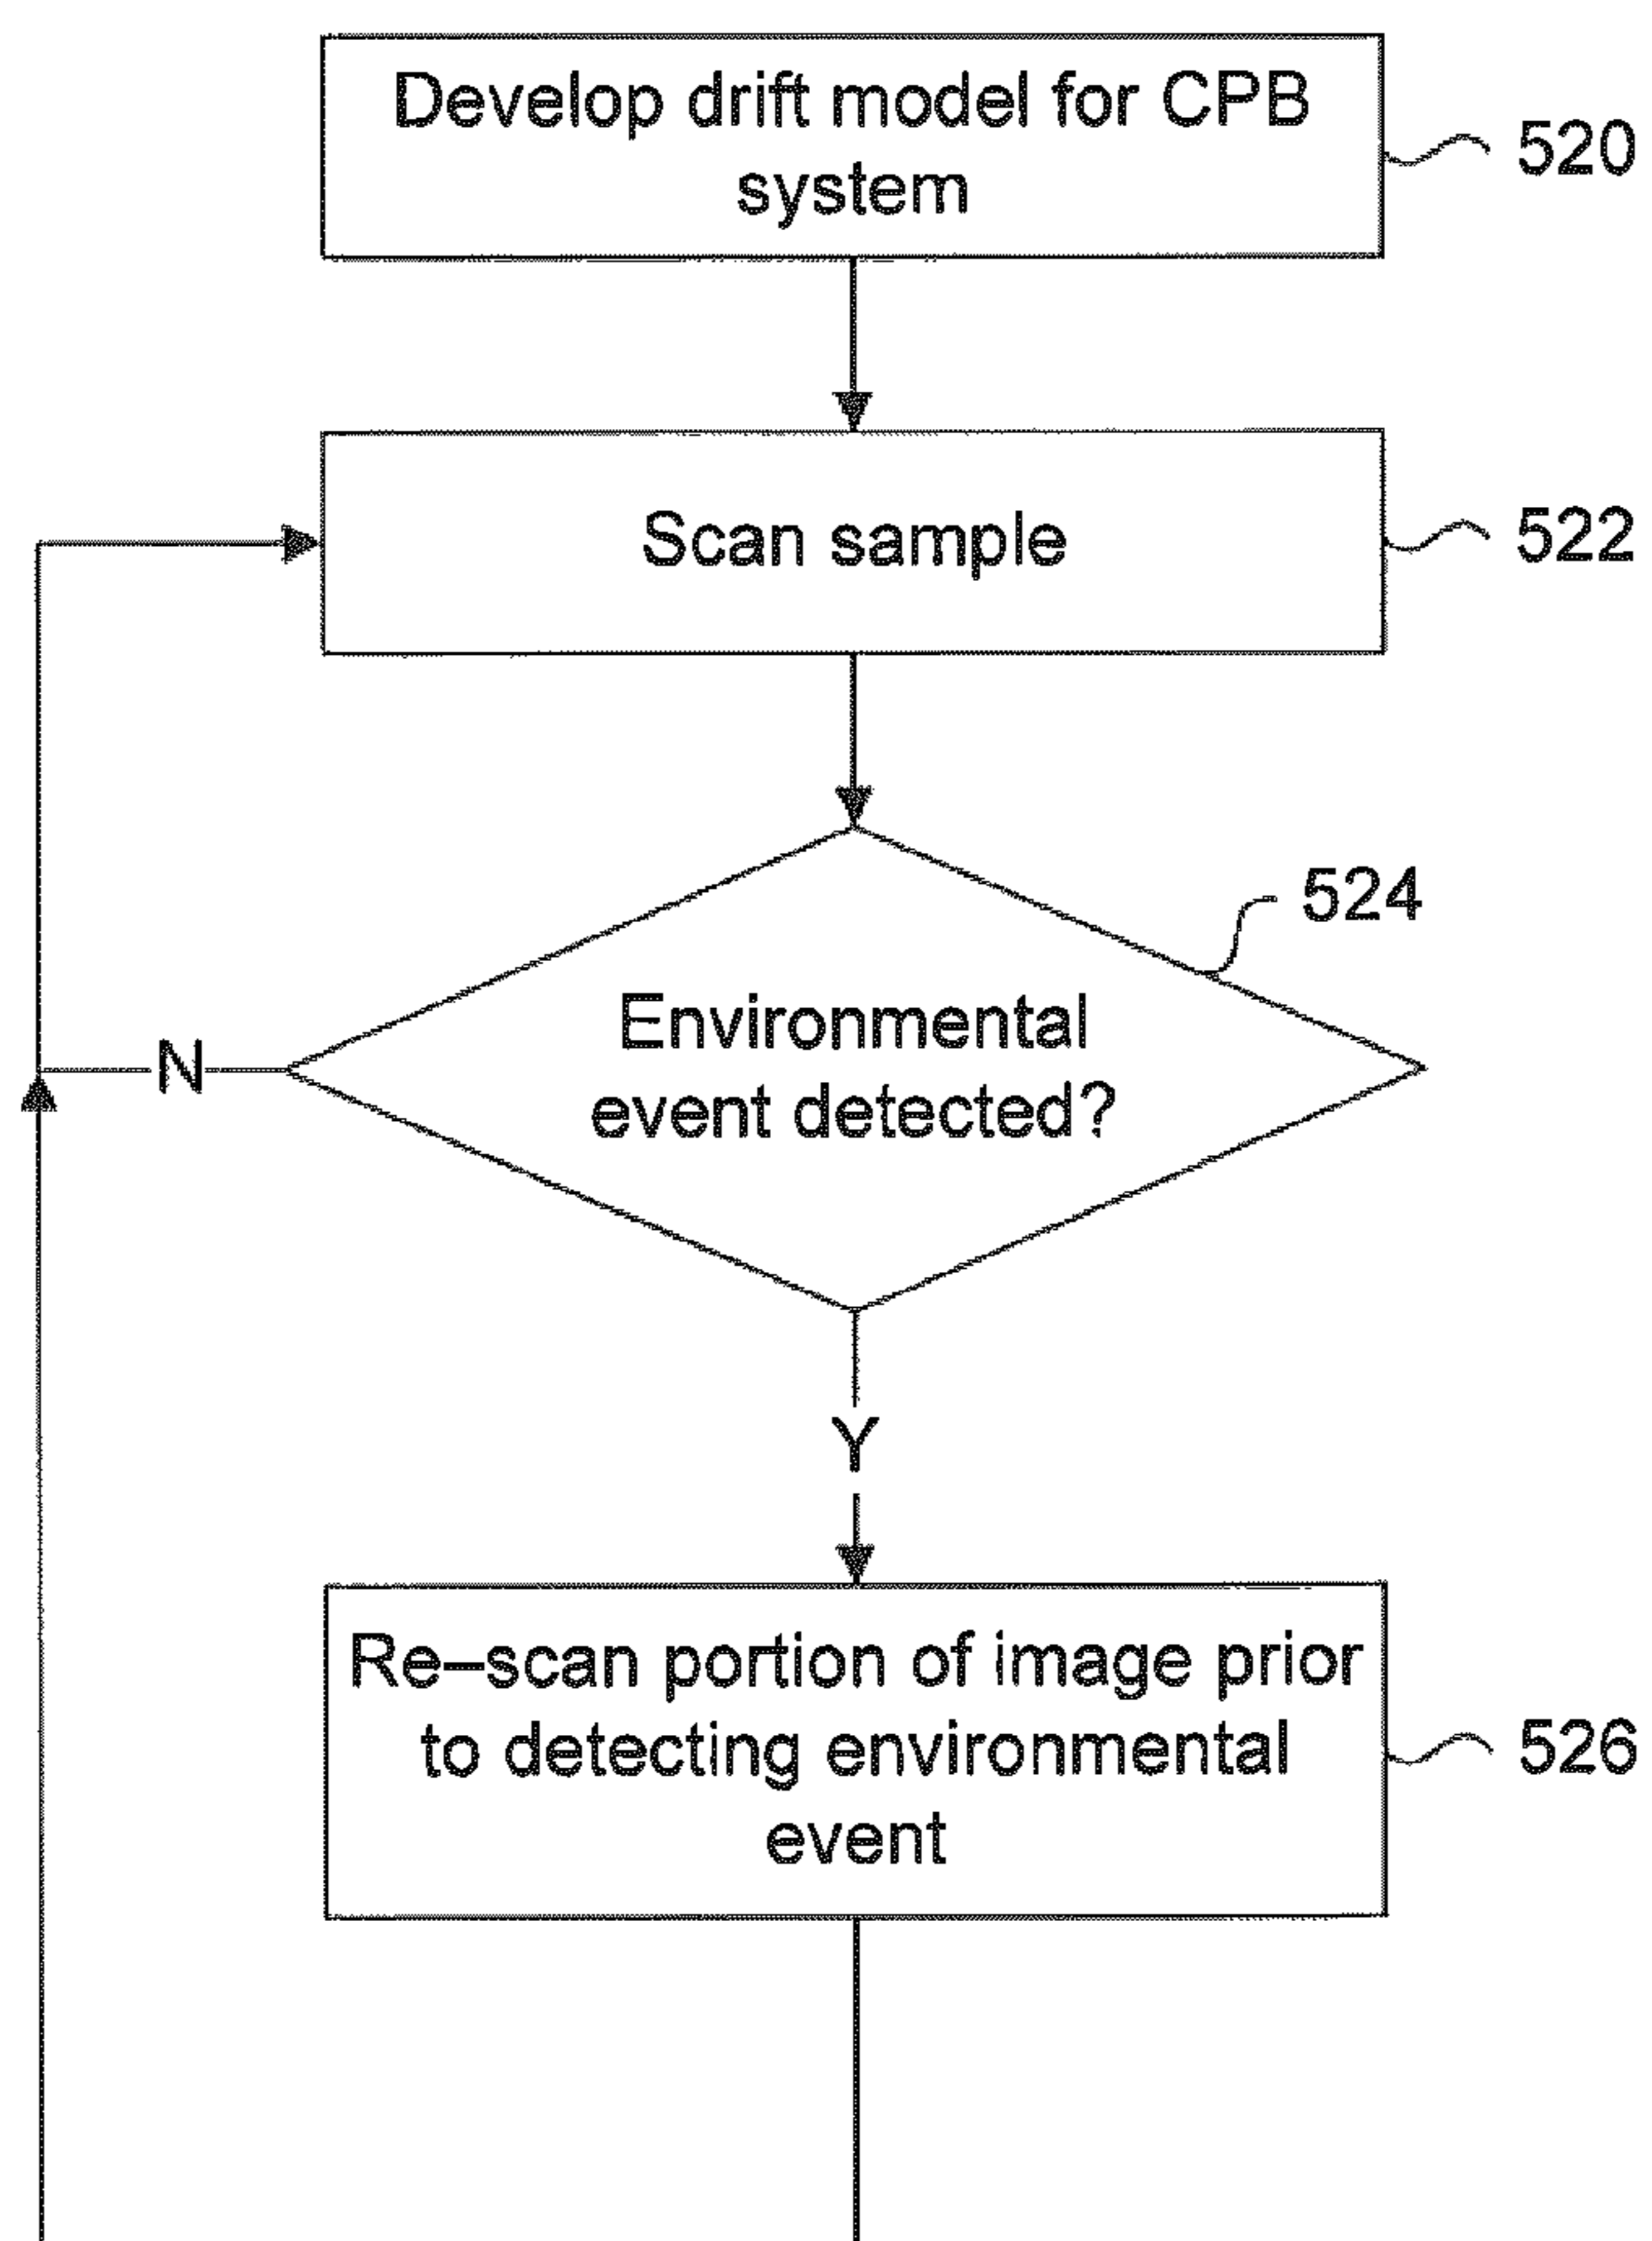 Develop drift model for CPB
system
520
Scan sample
522
524
Environmental
event detected?
N
Y
Re–scan portion of image prior
to detecting environmental
event
526